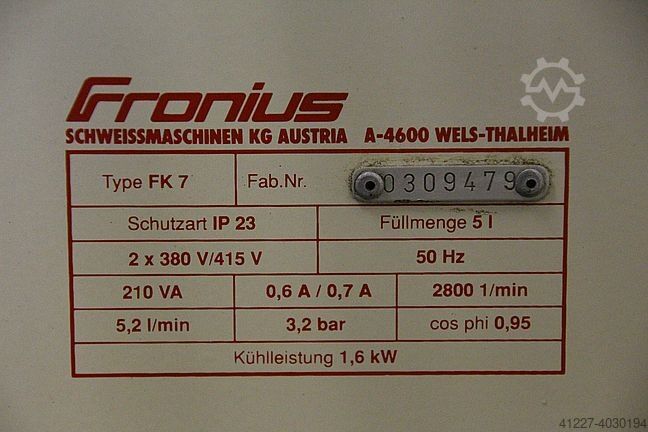 Fronius
SCHWEISSMASCHINEN KG AUSTRIA A-4600 WELS-THALHEIM
Type FK 7 Fab.Nr. 0309479
Schutzart IP 23 Füllmenge 5 l
2 x 380 V/415 V 50 Hz
210 VA 0,6 A / 0,7 A 2800 1/min
5,2 l/min 3,2 bar cos phi 0,95
Kühlleistung 1,6 kW
41227-4030194